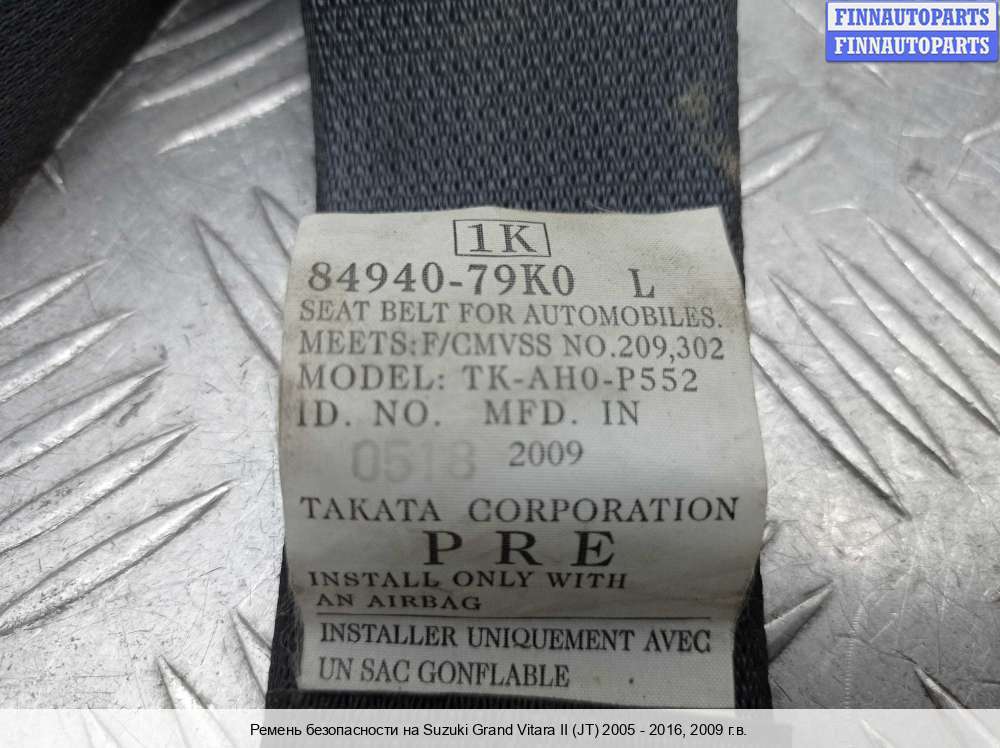 FINNAUTOPARTS
FINNAUTOPARTS
1K
84940-79K0 L
SEAT BELT FOR AUTOMOBILES.
MEETS:F/CMVSS NO.209,302
MODEL: TK-AH0-P552
ID. NO. MFD. IN
0518 2009
TAKATA CORPORATION
PRE
INSTALL ONLY WITH
AN AIRBAG
INSTALLER UNIQUEMENT AVEC
UN SAC GONFLABLE
Ремень безопасности на Suzuki Grand Vitara II (JT) 2005 - 2016, 2009 г.в.